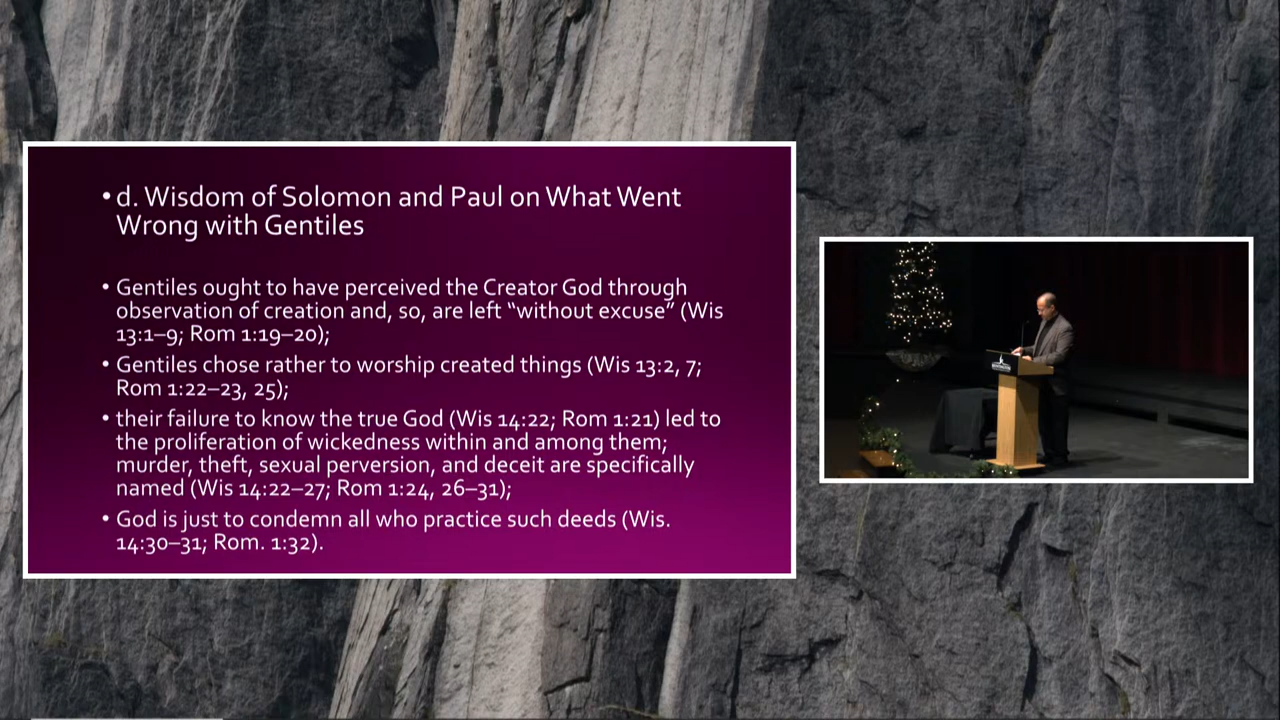 • d. Wisdom of Solomon and Paul on What Went
Wrong with Gentiles
• Gentiles ought to have perceived the Creator God through
observation of creation and, so, are left “without excuse” (Wis
13:1–9; Rom 1:19–20);
• Gentiles chose rather to worship created things (Wis 13:2, 7;
Rom 1:22–23, 25);
• their failure to know the true God (Wis 14:22; Rom 1:21) led to
the proliferation of wickedness within and among them;
murder, theft, sexual perversion, and deceit are specifically
named (Wis 14:22–27; Rom 1:24, 26–31);
• God is just to condemn all who practice such deeds (Wis.
14:30–31; Rom. 1:32).